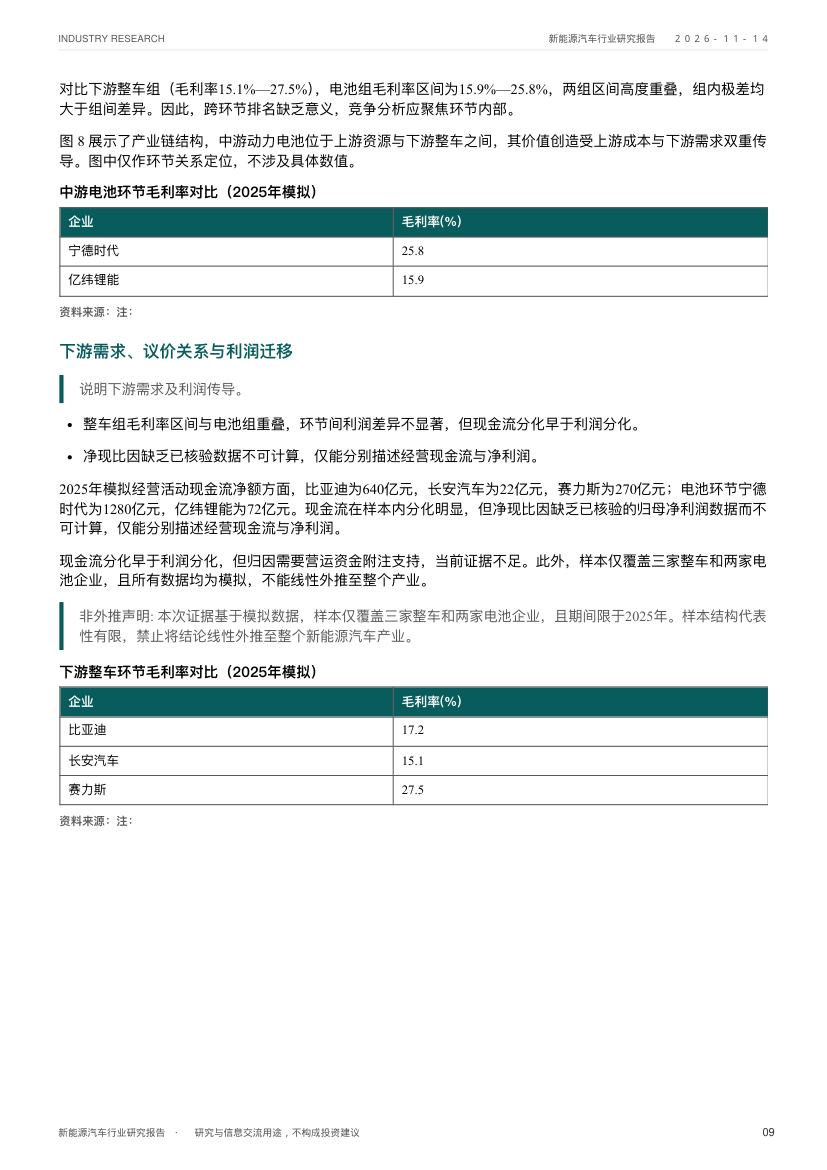 INDUSTRY RESEARCH 新能源汽车行业研究报告 2026-11-14
对比下游整车组（毛利率15.1%—27.5%），电池组毛利率区间为15.9%—25.8%，两组区间高度重叠，组内极差均
大于组间差异。因此，跨环节排名缺乏意义，竞争分析应聚焦环节内部。
图 8 展示了产业链结构，中游动力电池位于上游资源与下游整车之间，其价值创造受上游成本与下游需求双重传
导。图中仅作环节关系定位，不涉及具体数值。
中游电池环节毛利率对比（2025年模拟）
企业 毛利率(%)
宁德时代 25.8
亿纬锂能 15.9
资料来源：注：
下游需求、议价关系与利润迁移
说明下游需求及利润传导。
• 整车组毛利率区间与电池组重叠，环节间利润差异不显著，但现金流分化早于利润分化。
• 净现比因缺乏已核验数据不可计算，仅能分别描述经营现金流与净利润。
2025年模拟经营活动现金流净额方面，比亚迪为640亿元，长安汽车为22亿元，赛力斯为270亿元；电池环节宁德
时代为1280亿元，亿纬锂能为72亿元。现金流在样本内分化明显，但净现比因缺乏已核验的归母净利润数据而不
可计算，仅能分别描述经营现金流与净利润。
现金流分化早于利润分化，但归因需要营运资金附注支持，当前证据不足。此外，样本仅覆盖三家整车和两家电
池企业，且所有数据均为模拟，不能线性外推至整个产业。
非外推声明: 本次证据基于模拟数据，样本仅覆盖三家整车和两家电池企业，且期间限于2025年。样本结构代表
性有限，禁止将结论线性外推至整个新能源汽车产业。
下游整车环节毛利率对比（2025年模拟）
企业 毛利率(%)
比亚迪 17.2
长安汽车 15.1
赛力斯 27.5
资料来源：注：
新能源汽车行业研究报告 · 研究与信息交流用途，不构成投资建议 09